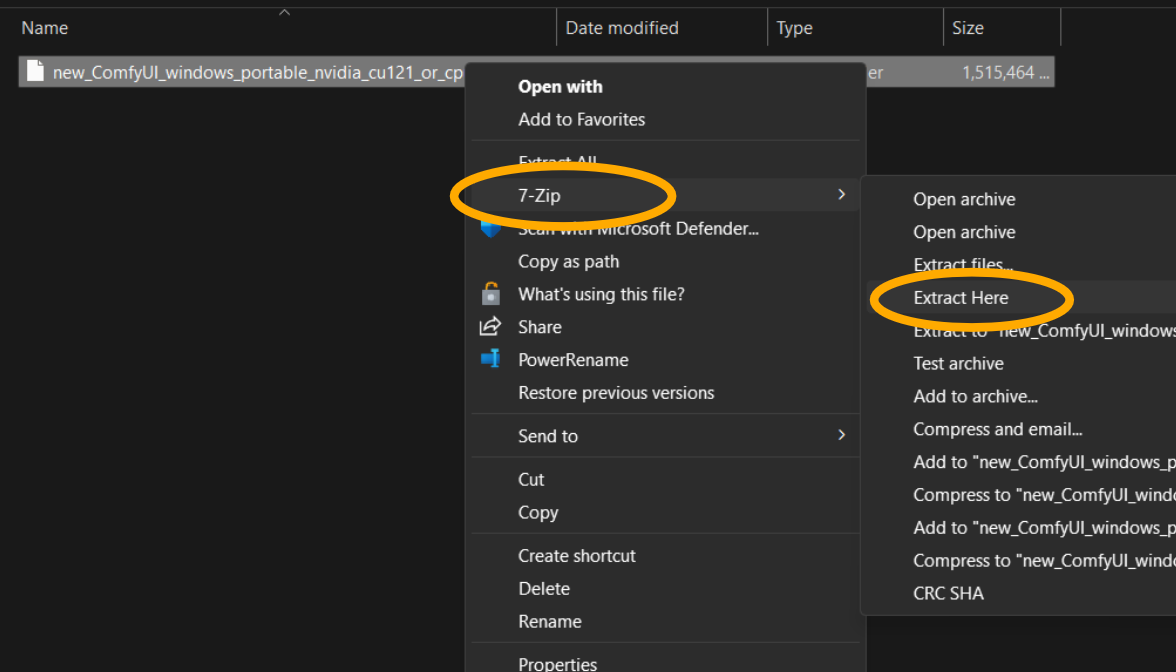 Name Date modified Type Size
new_ComfyUI_windows_portable_nvidia_cu121_or_cp er 1,515,464 ...
Open with
Add to Favorites
Extract All
7-Zip
Scan with Microsoft Defender...
Copy as path
What's using this file?
Share
PowerRename
Restore previous versions
Send to
Cut
Copy
Create shortcut
Delete
Rename
Properties
Open archive
Open archive
Extract files...
Extract Here
Extract to "new_ComfyUI_windows
Test archive
Add to archive...
Compress and email...
Add to "new_ComfyUI_windows_p
Compress to "new_ComfyUI_windo
Add to "new_ComfyUI_windows_p
Compress to "new_ComfyUI_windo
CRC SHA